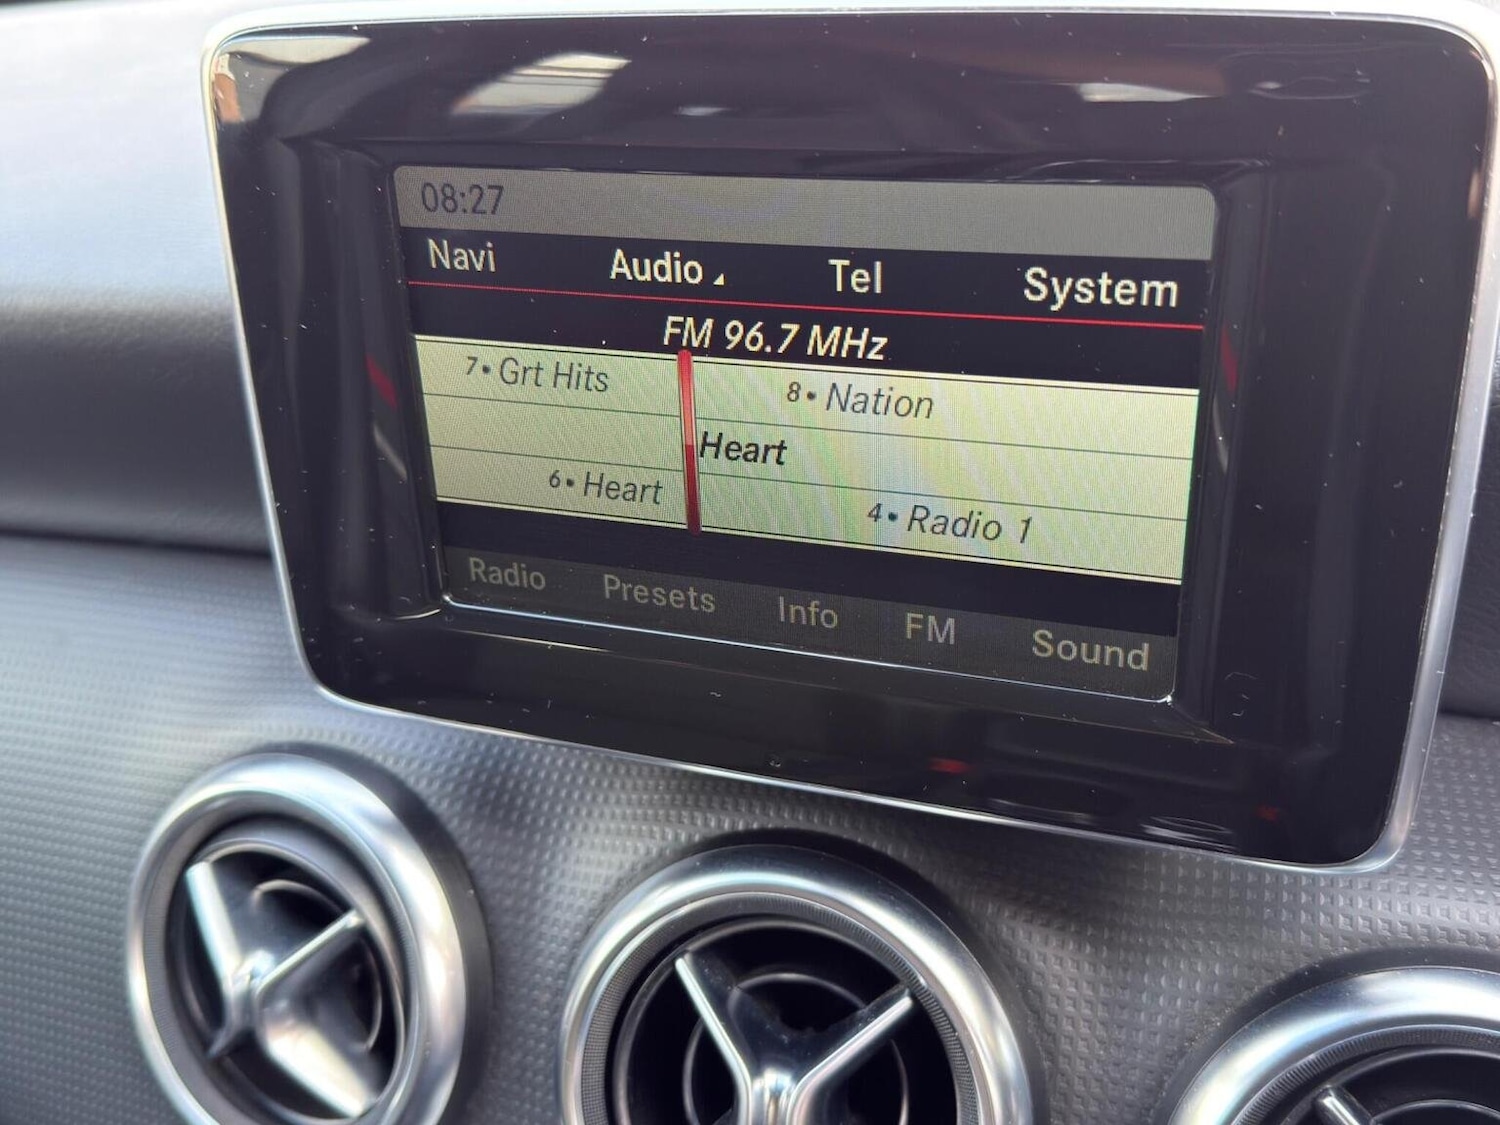 08:27
Navi Audio Tel System
FM 96.7 MHz
7• Grt Hits 8• Nation
Heart
6• Heart 4• Radio 1
Radio Presets Info FM Sound